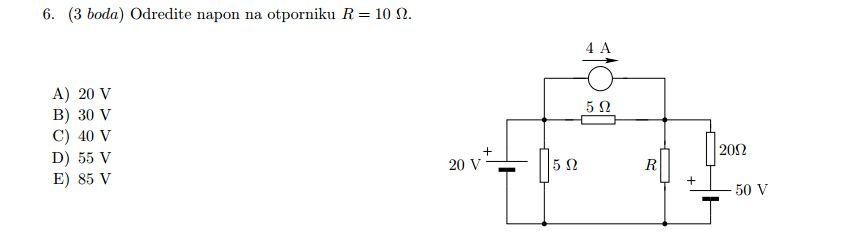 6. (3 boda) Odredite napon na otporniku R = 10 Ω.
4 A
A) 20 V
B) 30 V
C) 40 V
D) 55 V
E) 85 V
5 Ω
+
20 V
5 Ω
R
20Ω
+
50 V